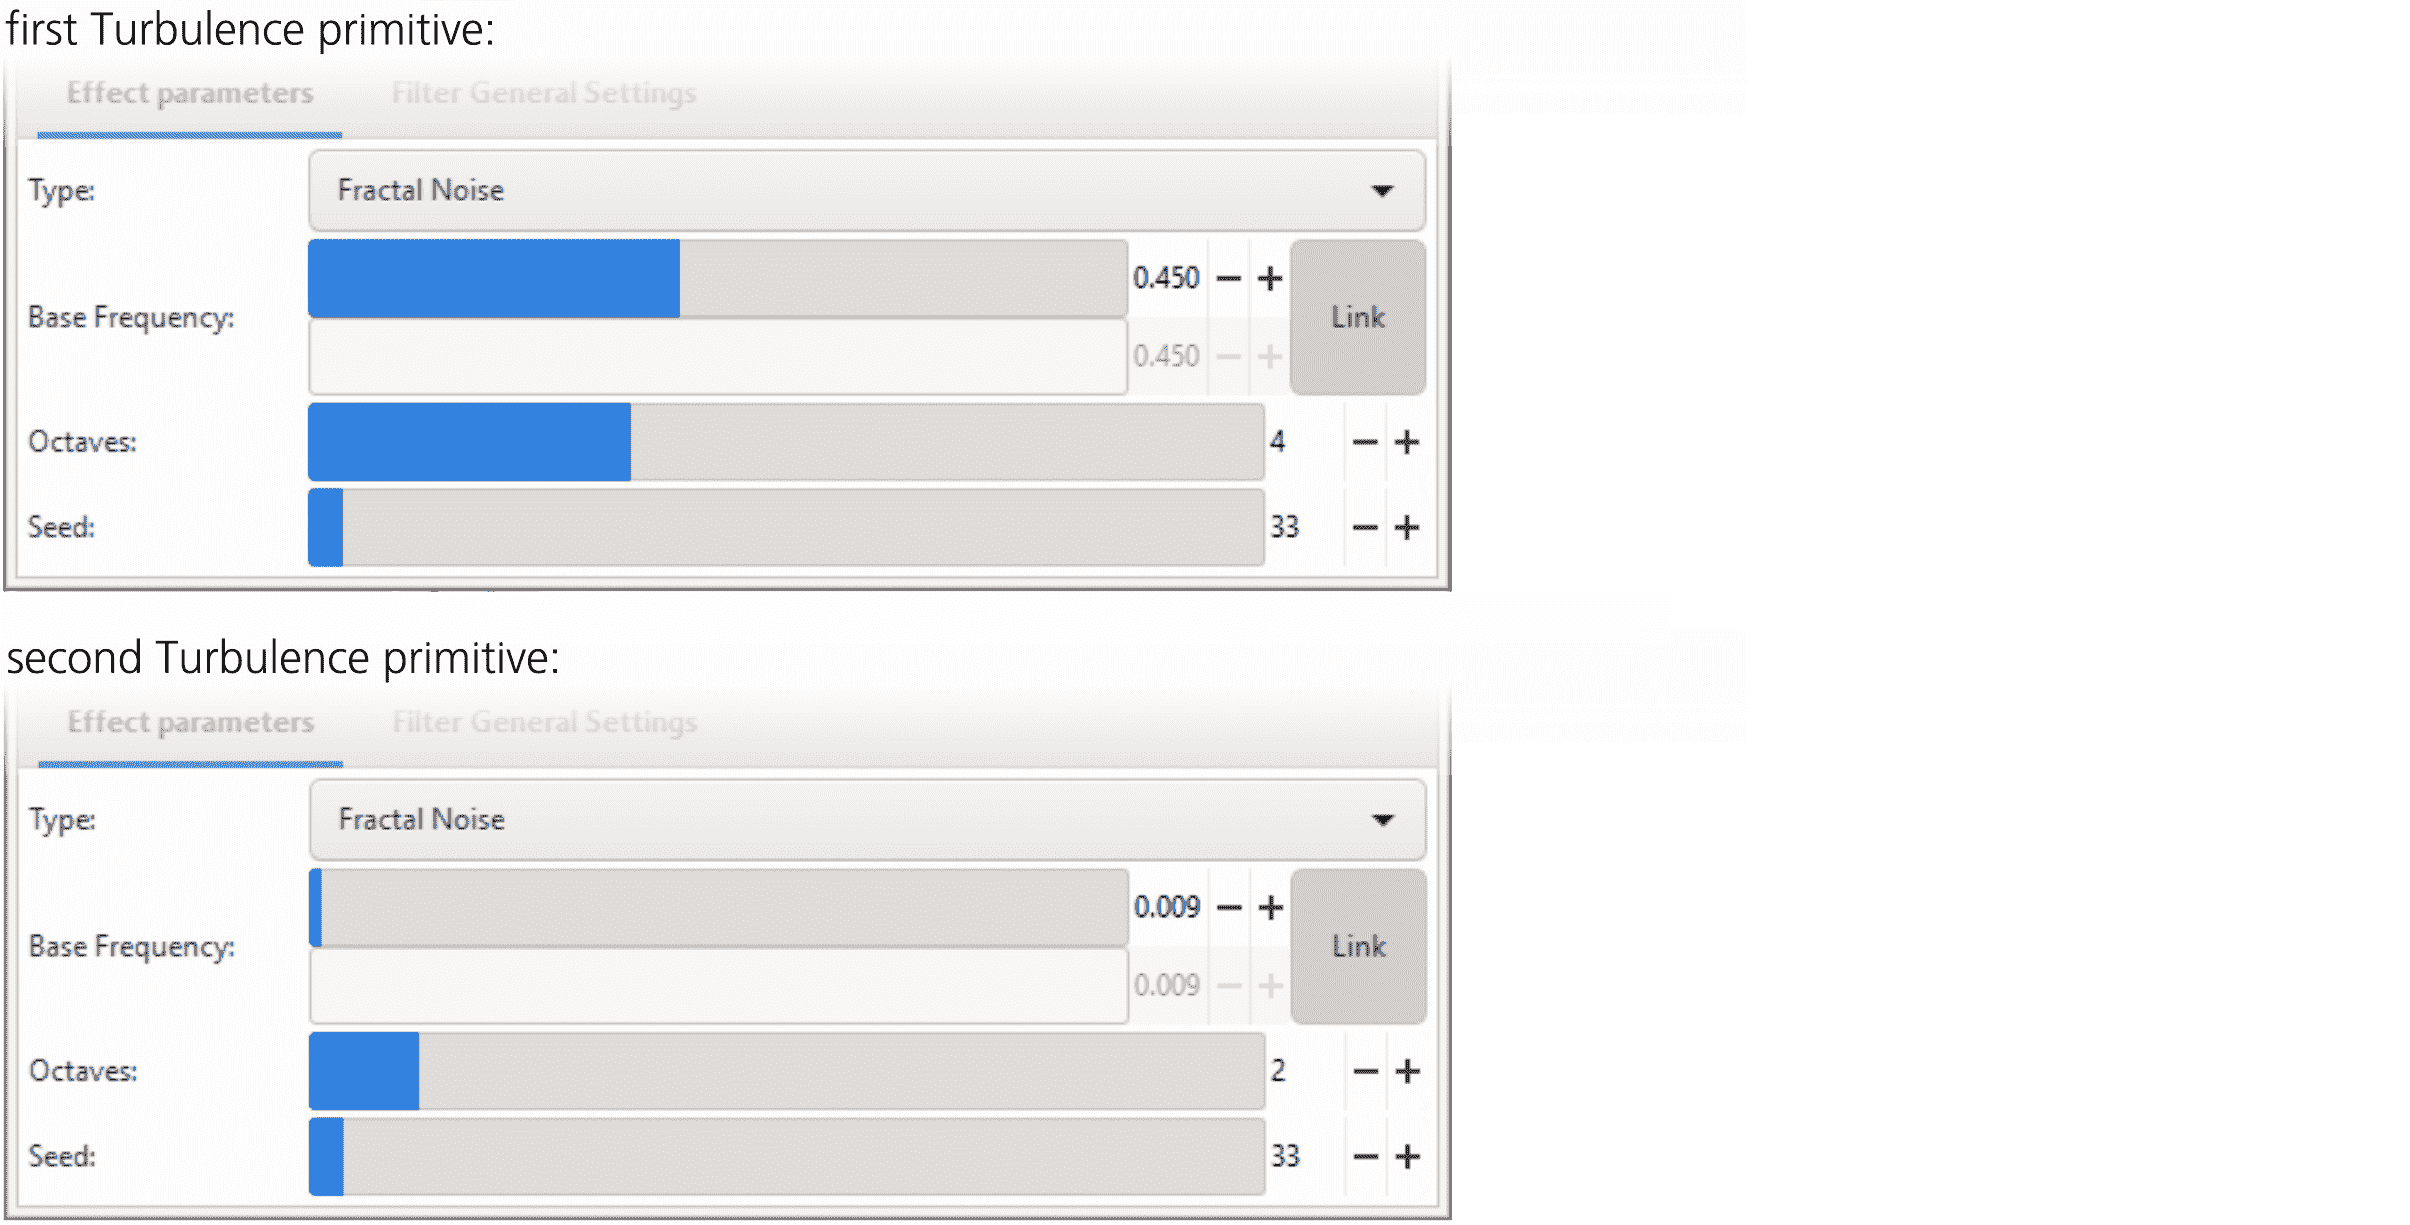 first Turbulence primitive:
Effect parameters Filter General Settings
Type: Fractal Noise
0.450 − +
Base Frequency: Link
0.450 − +
Octaves: 4 − +
Seed: 33 − +
second Turbulence primitive:
Effect parameters Filter General Settings
Type: Fractal Noise
0.009 − +
Base Frequency: Link
0.009 − +
Octaves: 2 − +
Seed: 33 − +